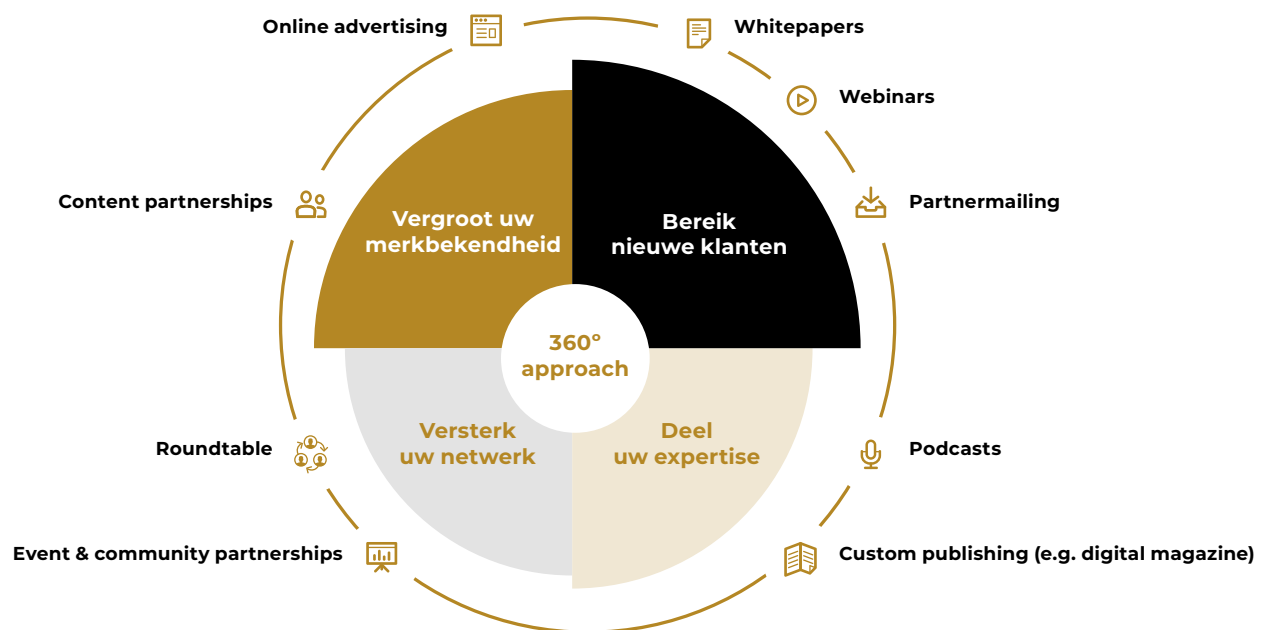 Online advertising
Whitepapers
Webinars
Content partnerships
Partnermailing
Vergroot uw
merkbekendheid
Bereik
nieuwe klanten
360º
approach
Versterk
uw netwerk
Deel
uw expertise
Roundtable
Podcasts
Event & community partnerships
Custom publishing (e.g. digital magazine)